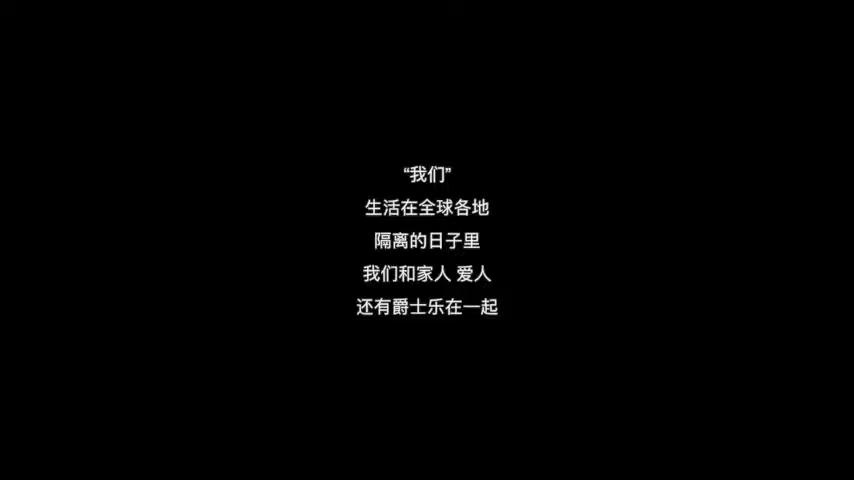 “我们”
生活在全球各地
隔离的日子里
我们和家人 爱人
还有爵士乐在一起